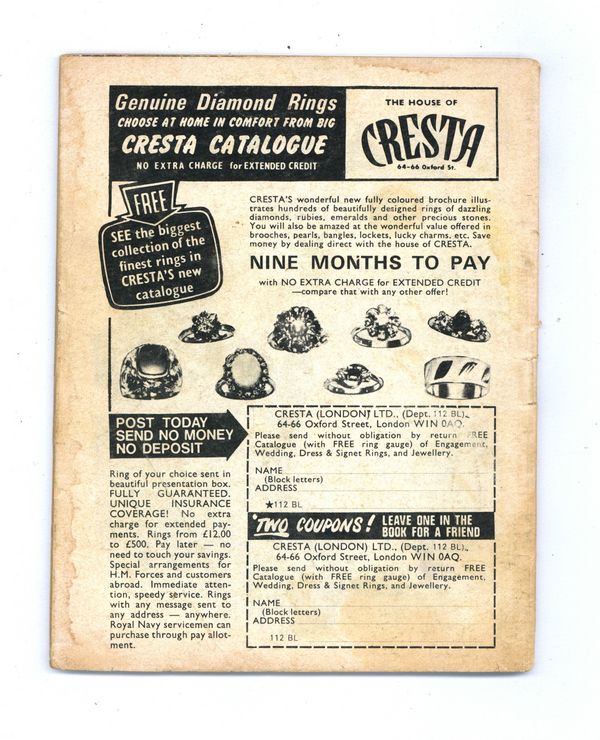 Genuine Diamond Rings
CHOOSE AT HOME IN COMFORT FROM BIG
CRESTA CATALOGUE
NO EXTRA CHARGE for EXTENDED CREDIT
THE HOUSE OF
CRESTA
64-66 Oxford St.
FREE
SEE the biggest
collection of the
finest rings in
CRESTA'S new
catalogue
CRESTA'S wonderful new fully coloured brochure illus-
trates hundreds of beautifully designed rings of dazzling
diamonds, rubies, emeralds and other precious stones.
You will also be amazed at the wonderful value offered in
brooches, pearls, bangles, lockets, lucky charms, etc. Save
money by dealing direct with the house of CRESTA.
NINE MONTHS TO PAY
with NO EXTRA CHARGE for EXTENDED CREDIT
—compare that with any other offer!
POST TODAY
SEND NO MONEY
NO DEPOSIT
Ring of your choice sent in
beautiful presentation box.
FULLY GUARANTEED.
UNIQUE INSURANCE
COVERAGE! No extra
charge for extended pay-
ments. Rings from £12.00
to £500. Pay later — no
need to touch your savings.
Special arrangements for
H.M. Forces and customers
abroad. Immediate atten-
tion, speedy service. Rings
with any message sent to
any address — anywhere.
Royal Navy servicemen can
purchase through pay allot-
ment.
CRESTA (LONDON) LTD., (Dept. 112 BL),
64-66 Oxford Street, London W1N 0AQ.
Please send without obligation by return FREE
Catalogue (with FREE ring gauge) of Engagement,
Wedding, Dress & Signet Rings, and Jewellery.
NAME
(Block letters)
ADDRESS
★112 BL
'TWO COUPONS! LEAVE ONE IN THE
BOOK FOR A FRIEND
CRESTA (LONDON) LTD., (Dept. 112 BL),
64-66 Oxford Street, London W1N 0AQ.
Please send without obligation by return FREE
Catalogue (with FREE ring gauge) of Engagement,
Wedding, Dress & Signet Rings, and Jewellery.
NAME
(Block letters)
ADDRESS
112 BL